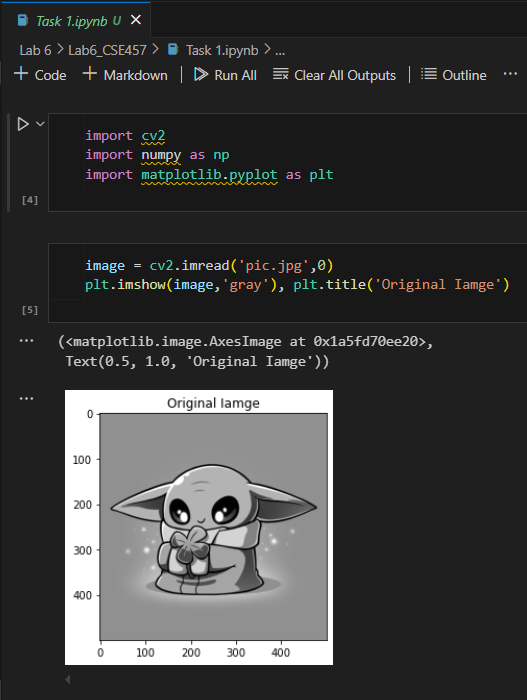 Task 1.ipynb U
Lab 6 > Lab6_CSE457 > Task 1.ipynb > ...
+ Code + Markdown | Run All Clear All Outputs | Outline ...
import cv2
import numpy as np
import matplotlib.pyplot as plt
[4]
image = cv2.imread('pic.jpg',0)
plt.imshow(image,'gray'), plt.title('Original Iamge')
[5]
... (<matplotlib.image.AxesImage at 0x1a5fd70ee20>,
Text(0.5, 1.0, 'Original Iamge'))
...
Original Iamge
0
100
200
300
400
0 100 200 300 400